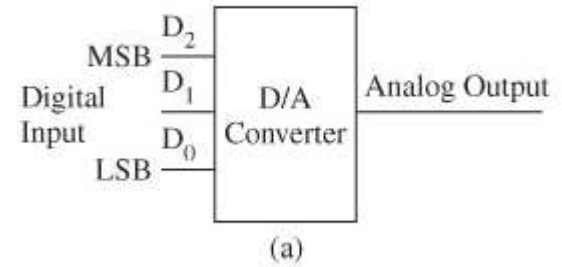 D2
MSB
D1
Digital
Input
D/A
Converter
Analog Output
D0
LSB
(a)